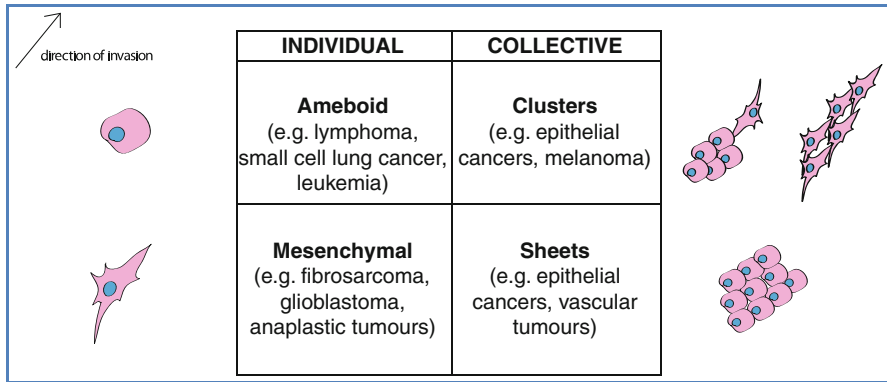 direction of invasion
INDIVIDUAL
COLLECTIVE
Ameboid
(e.g. lymphoma,
small cell lung cancer,
leukemia)
Clusters
(e.g. epithelial
cancers, melanoma)
Mesenchymal
(e.g. fibrosarcoma,
glioblastoma,
anaplastic tumours)
Sheets
(e.g. epithelial
cancers, vascular
tumours)